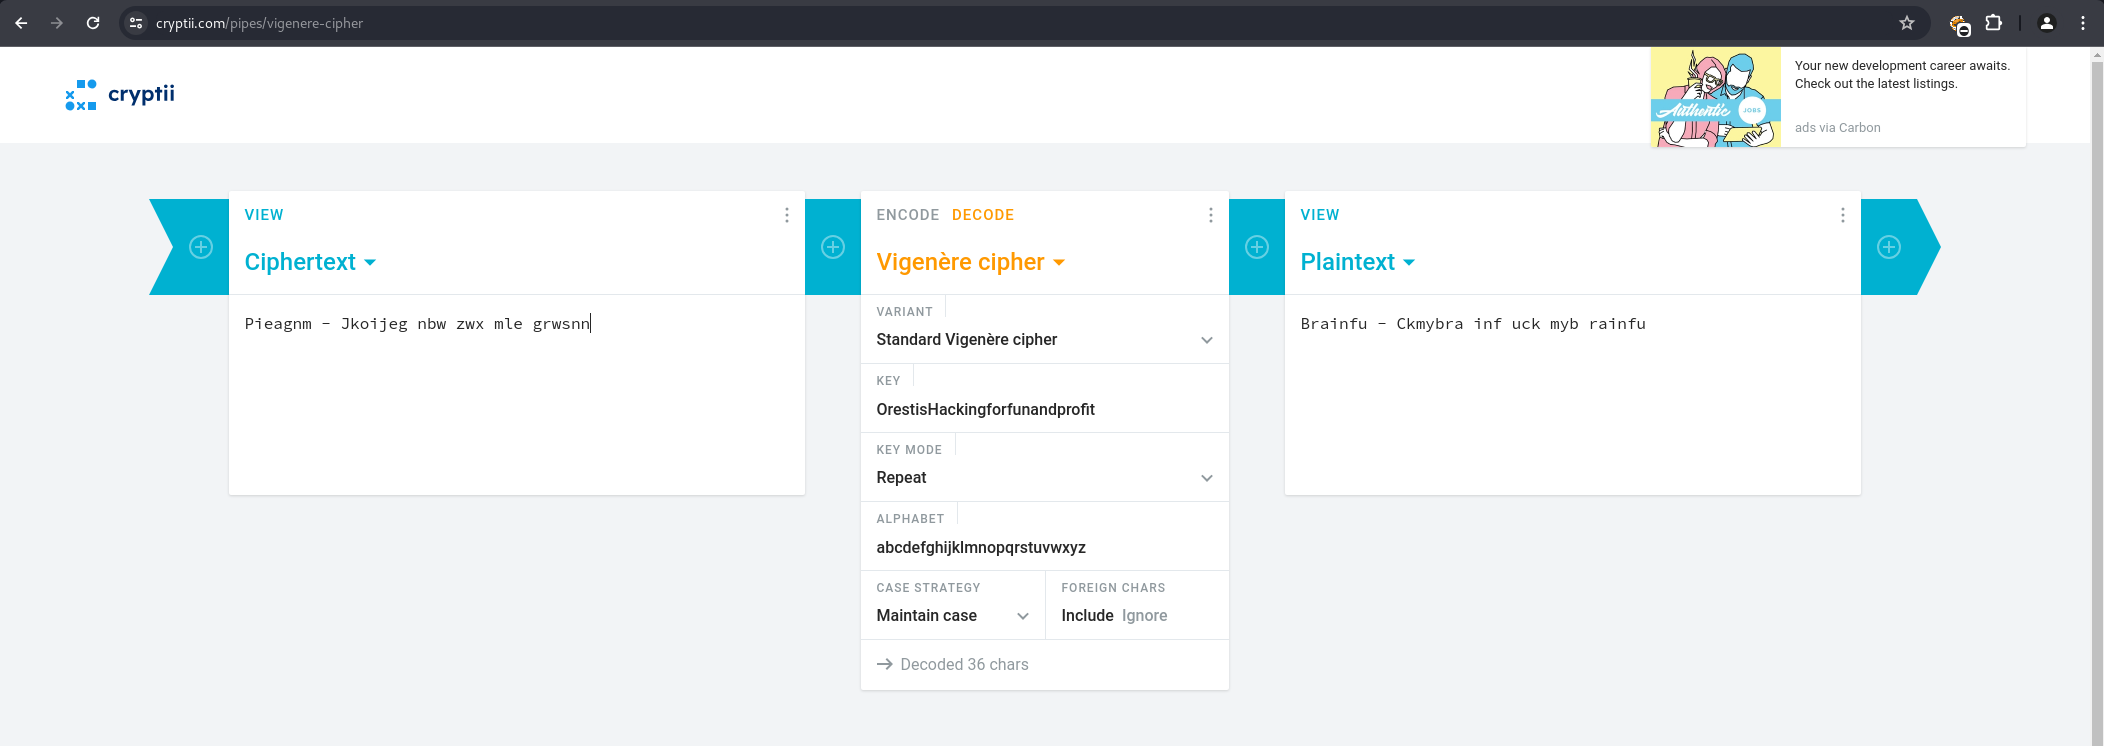 cryptii.com/pipes/vigenere-cipher
cryptii
Authentic
JOBS
Your new development career awaits.
Check out the latest listings.
ads via Carbon
VIEW
Ciphertext
Pieagnm - Jkoijeg nbw zwx mle grwsnn
ENCODE DECODE
Vigenère cipher
VARIANT
Standard Vigenère cipher
KEY
OrestisHackingforfunandprofit
KEY MODE
Repeat
ALPHABET
abcdefghijklmnopqrstuvwxyz
CASE STRATEGY
Maintain case
FOREIGN CHARS
Include Ignore
→ Decoded 36 chars
VIEW
Plaintext
Brainfu - Ckmybra inf uck myb rainfu